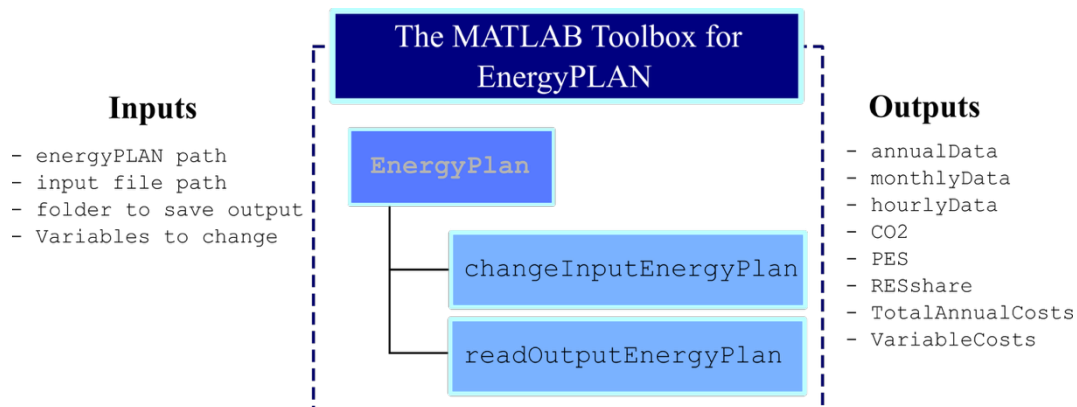 The MATLAB Toolbox for
EnergyPLAN
Inputs
- energyPLAN path
- input file path
- folder to save output
- Variables to change
EnergyPlan
changeInputEnergyPlan
readOutputEnergyPlan
Outputs
- annualData
- monthlyData
- hourlyData
- CO2
- PES
- RESshare
- TotalAnnualCosts
- VariableCosts